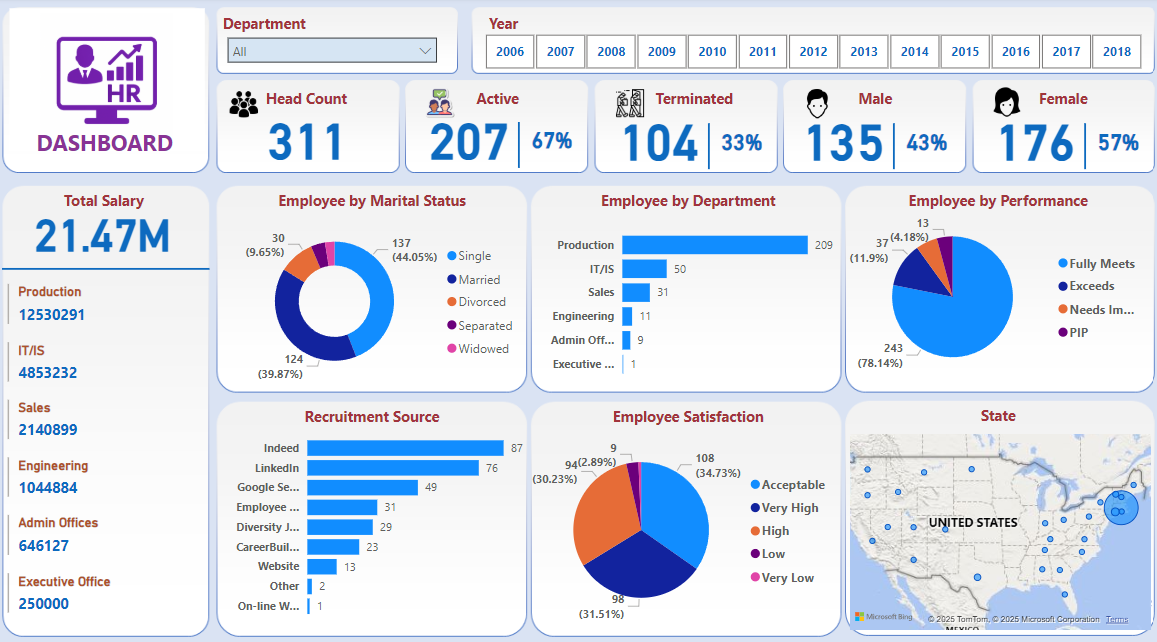 HR
DASHBOARD
Department
All
Year
2006 2007 2008 2009 2010 2011 2012 2013 2014 2015 2016 2017 2018
Head Count
311
Active
207 67%
Terminated
104 33%
Male
135 43%
Female
176 57%
Total Salary
21.47M
Production
12530291
IT/IS
4853232
Sales
2140899
Engineering
1044884
Admin Offices
646127
Executive Office
250000
Employee by Marital Status
137
(44.05%)
124
(39.87%)
30
(9.65%)
Single
Married
Divorced
Separated
Widowed
Employee by Department
Production 209
IT/IS 50
Sales 31
Engineering 11
Admin Off... 9
Executive ... 1
Employee by Performance
13
(4.18%)
37
(11.9%)
243
(78.14%)
Fully Meets
Exceeds
Needs Im...
PIP
Recruitment Source
Indeed 87
LinkedIn 76
Google Se... 49
Employee ... 31
Diversity J... 29
CareerBuil... 23
Website 13
Other 2
On-line W... 1
Employee Satisfaction
9
(2.89%)
94
(30.23%)
108
(34.73%)
98
(31.51%)
Acceptable
Very High
High
Low
Very Low
State
UNITED STATES
Microsoft Bing
© 2025 TomTom, © 2025 Microsoft Corporation Terms
MEXICO